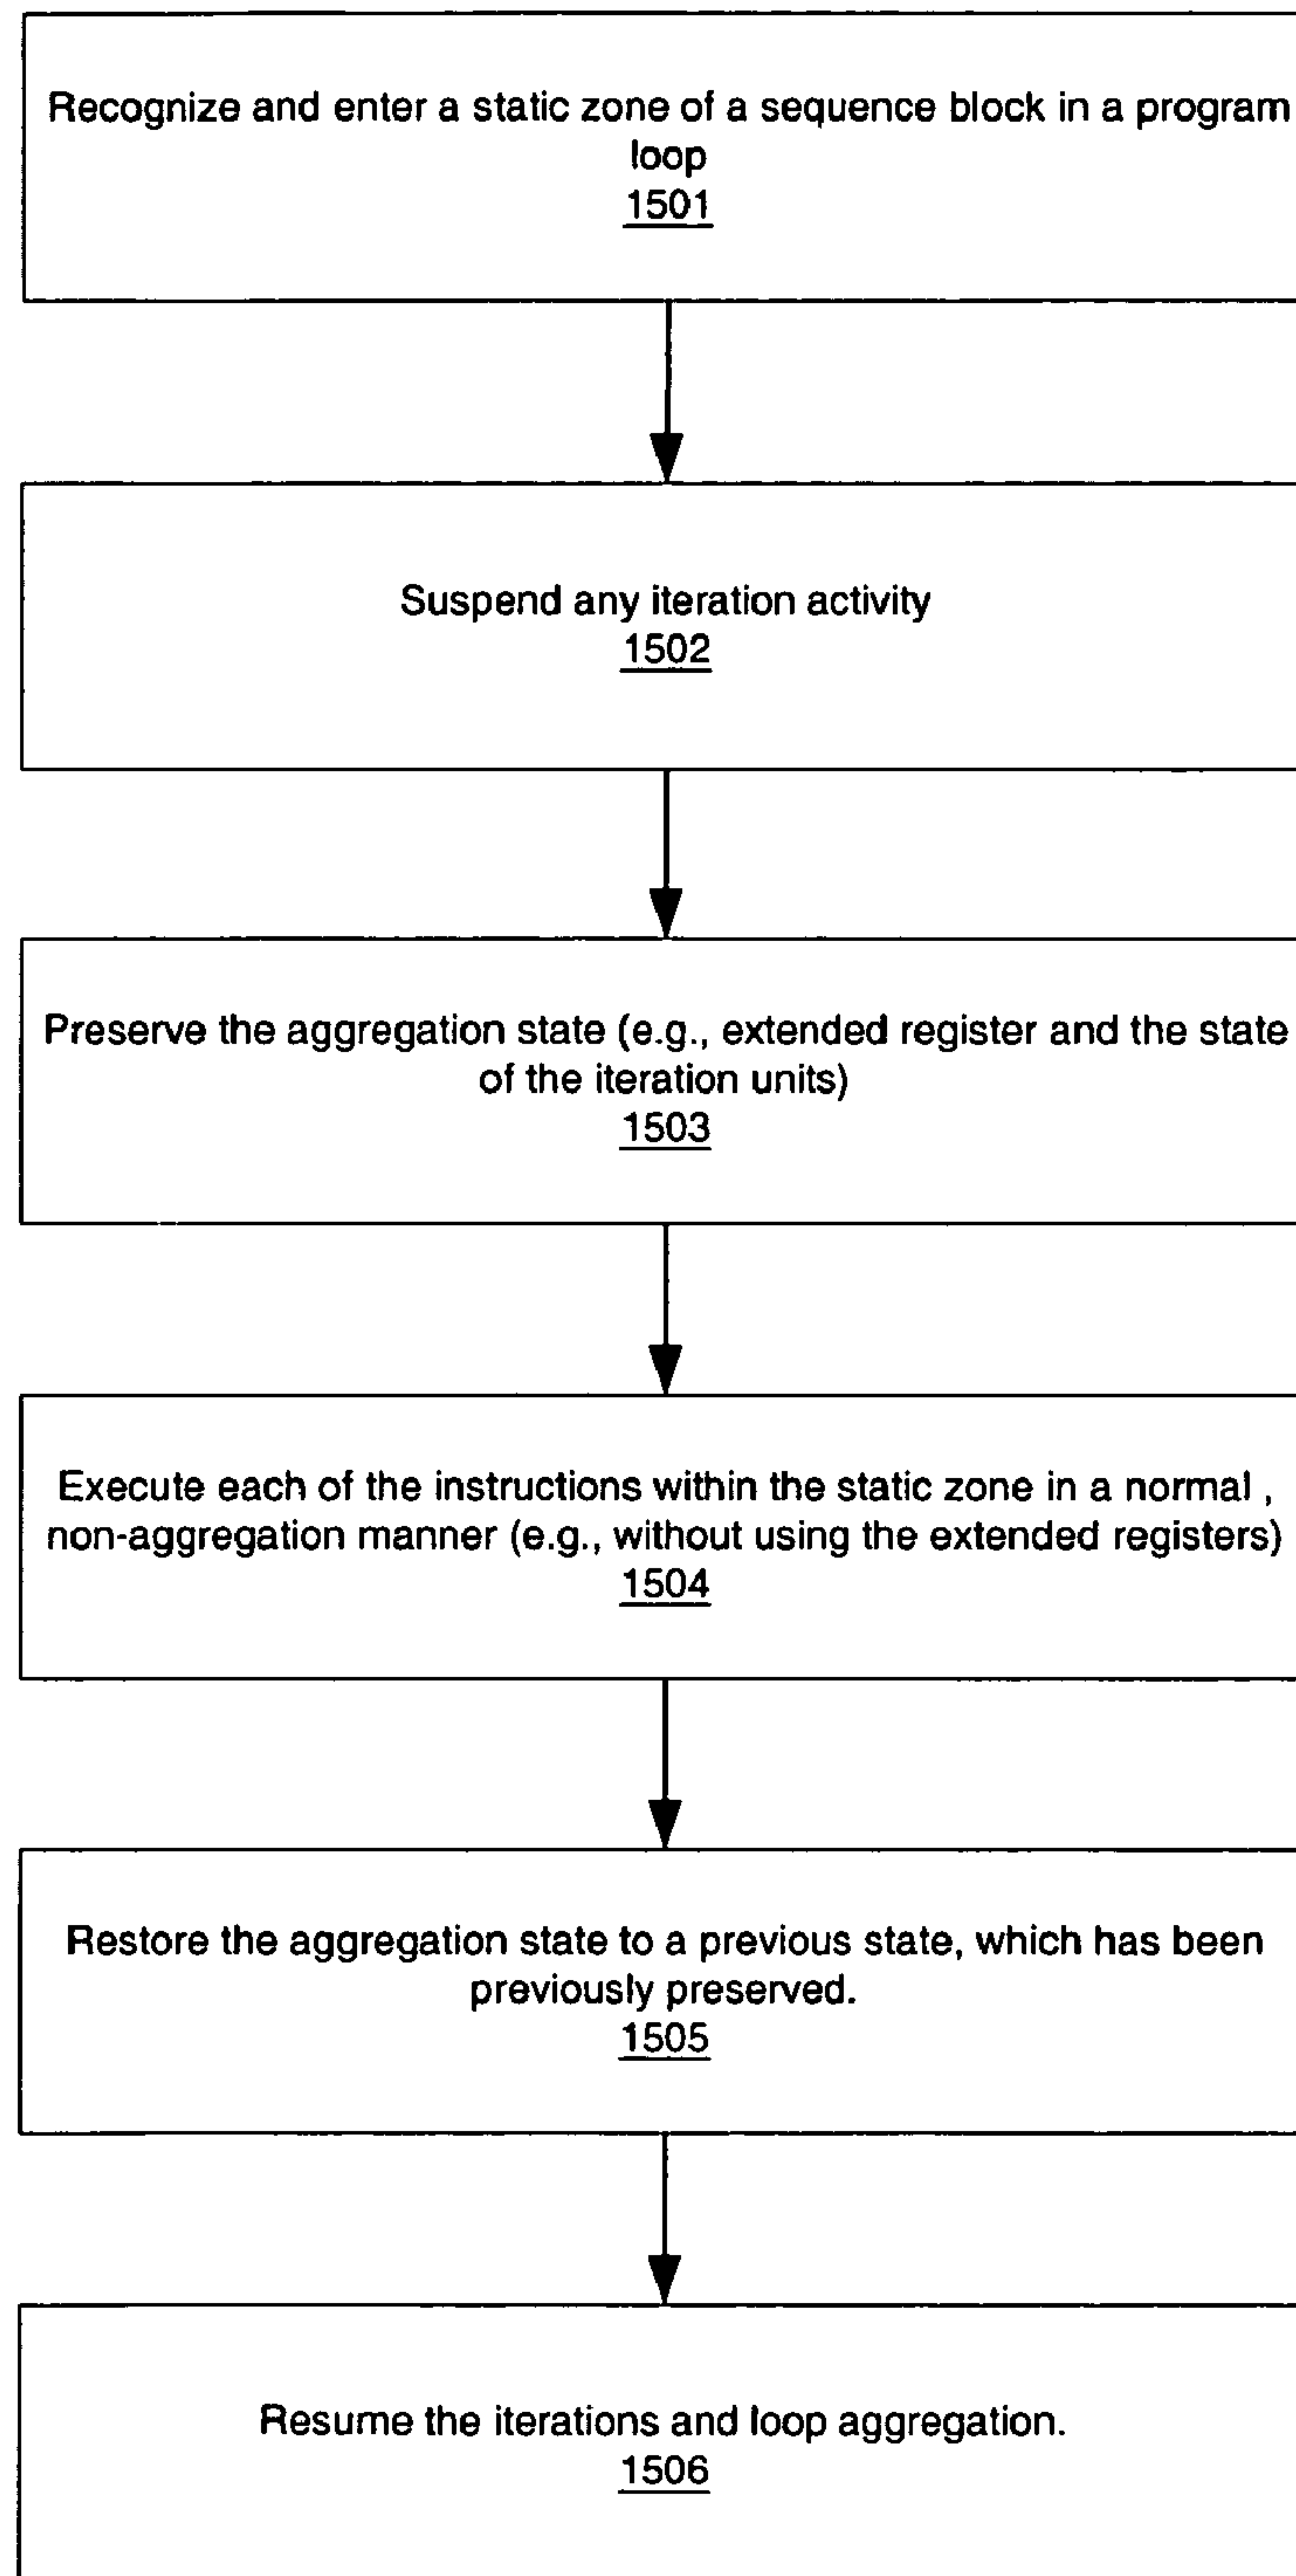 Recognize and enter a static zone of a sequence block in a program
loop
1501
Suspend any iteration activity
1502
Preserve the aggregation state (e.g., extended register and the state
of the iteration units)
1503
Execute each of the instructions within the static zone in a normal ,
non-aggregation manner (e.g., without using the extended registers)
1504
Restore the aggregation state to a previous state, which has been
previously preserved.
1505
Resume the iterations and loop aggregation.
1506